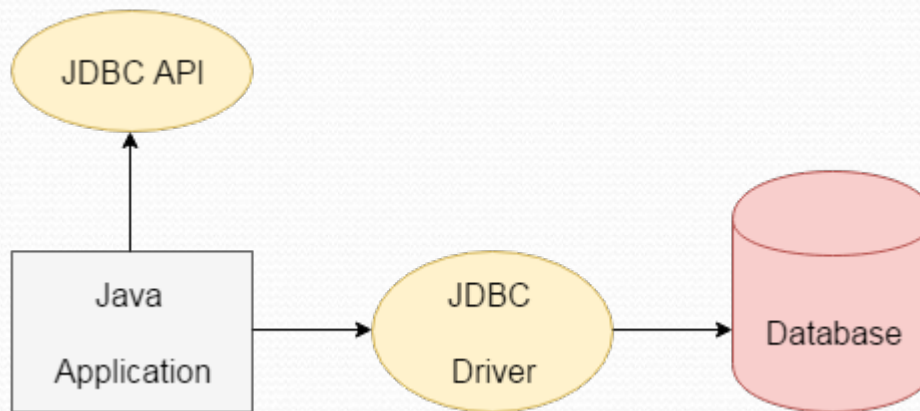 JDBC API
Java
Application
JDBC
Driver
Database